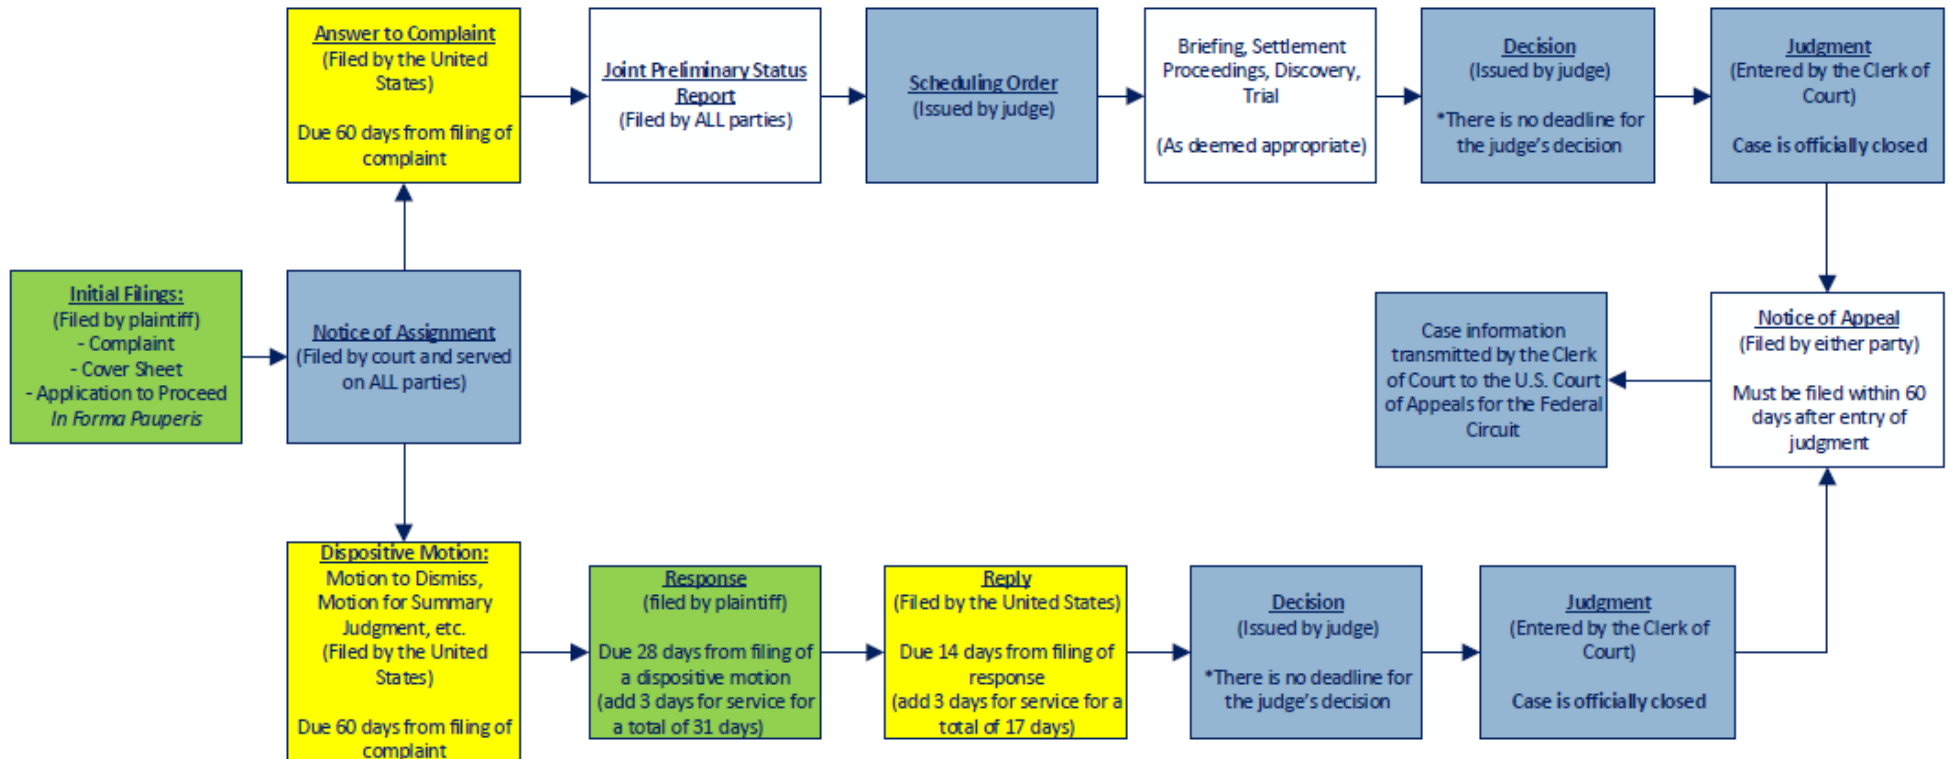 Answer to Complaint
(Filed by the United
States)
Due 60 days from filing of
complaint
Joint Preliminary Status
Report
(Filed by ALL parties)
Scheduling Order
(Issued by judge)
Briefing, Settlement
Proceedings, Discovery,
Trial
(As deemed appropriate)
Decision
(Issued by judge)
*There is no deadline for
the judge's decision
Judgment
(Entered by the Clerk of
Court)
Case is officially closed
Initial Filings:
(Filed by plaintiff)
- Complaint
- Cover Sheet
- Application to Proceed
In Forma Pauperis
Notice of Assignment
(Filed by court and served
on ALL parties)
Case information
transmitted by the Clerk
of Court to the U.S. Court
of Appeals for the Federal
Circuit
Notice of Appeal
(Filed by either party)
Must be filed within 60
days after entry of
judgment
Dispositive Motion:
Motion to Dismiss,
Motion for Summary
Judgment, etc.
(Filed by the United
States)
Due 60 days from filing of
complaint
Response
(filed by plaintiff)
Due 28 days from filing of
a dispositive motion
(add 3 days for service for
a total of 31 days)
Reply
(Filed by the United States)
Due 14 days from filing of
response
(add 3 days for service for a
total of 17 days)
Decision
(Issued by judge)
*There is no deadline for
the judge's decision
Judgment
(Entered by the Clerk of
Court)
Case is officially closed